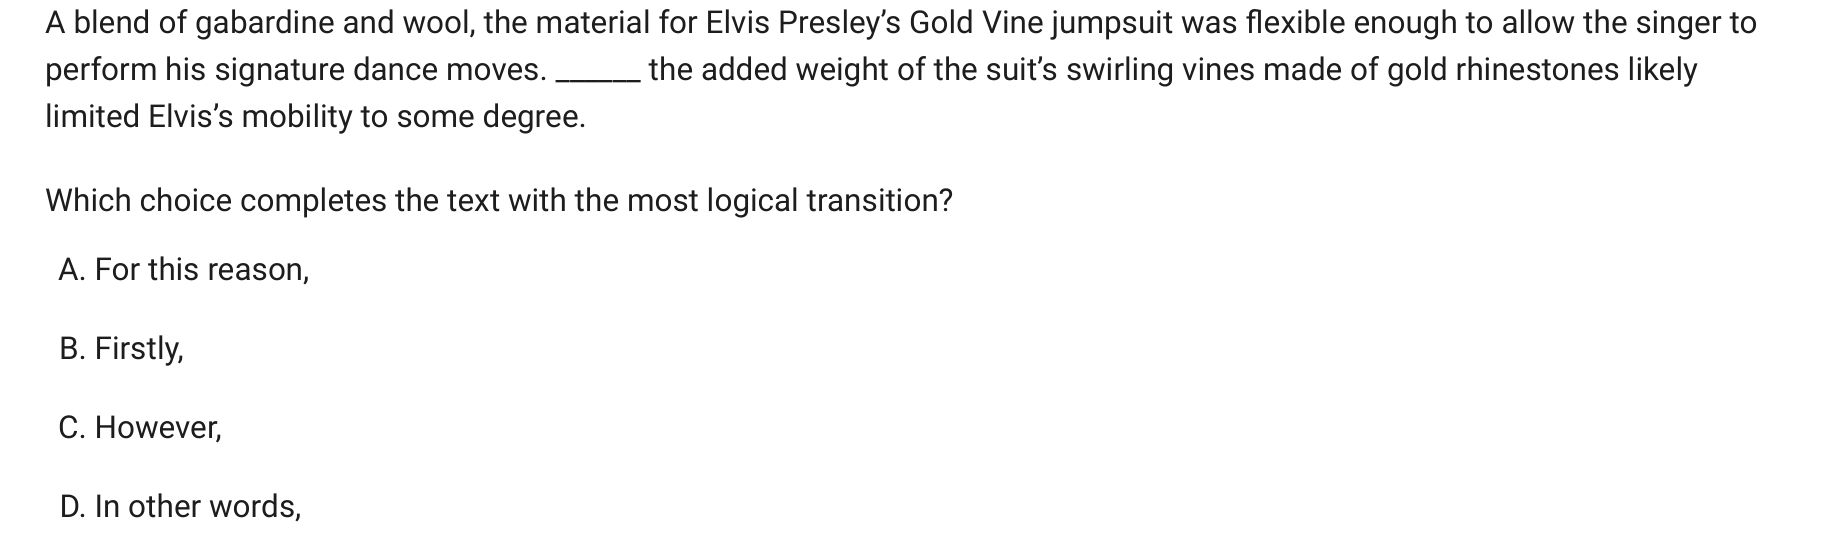 A blend of gabardine and wool, the material for Elvis Presley’s Gold Vine jumpsuit was flexible enough to allow the singer to
perform his signature dance moves. ______ the added weight of the suit’s swirling vines made of gold rhinestones likely
limited Elvis’s mobility to some degree.
Which choice completes the text with the most logical transition?
A. For this reason,
B. Firstly,
C. However,
D. In other words,